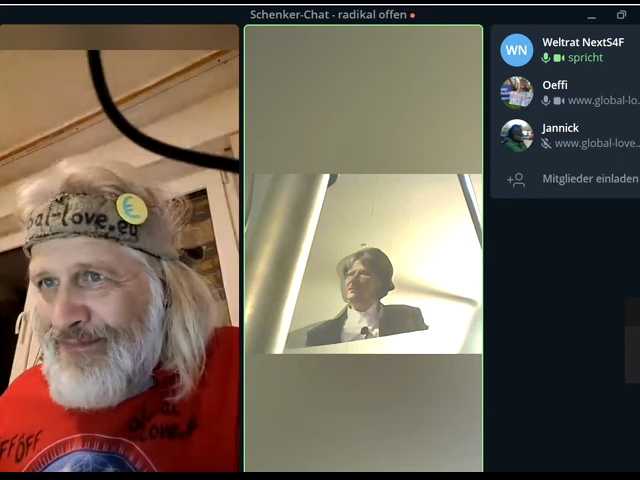 Schenker-Chat - radikal offen
WN
Weltrat NextS4F
spricht
Oeffi
www.global-lo...
Jannick
www.global-love...
Mitglieder einladen
bal-love.eu
€